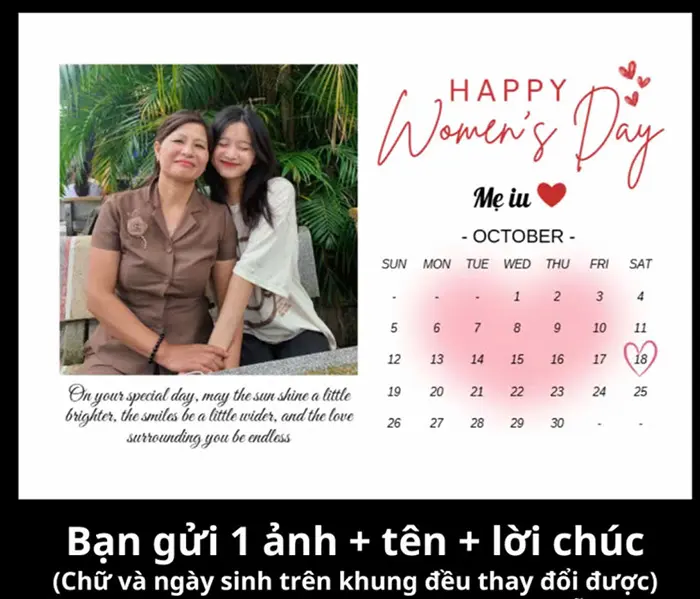 HAPPY
Women's Day
Mẹ iu
- OCTOBER -
SUN MON TUE WED THU FRI SAT
- - - 1 2 3 4
5 6 7 8 9 10 11
12 13 14 15 16 17 18
19 20 21 22 23 24 25
26 27 28 29 30 - -
On your special day, may the sun shine a little
brighter, the smiles be a little wider, and the love
surrounding you be endless
Bạn gửi 1 ảnh + tên + lời chúc
(Chữ và ngày sinh trên khung đều thay đổi được)